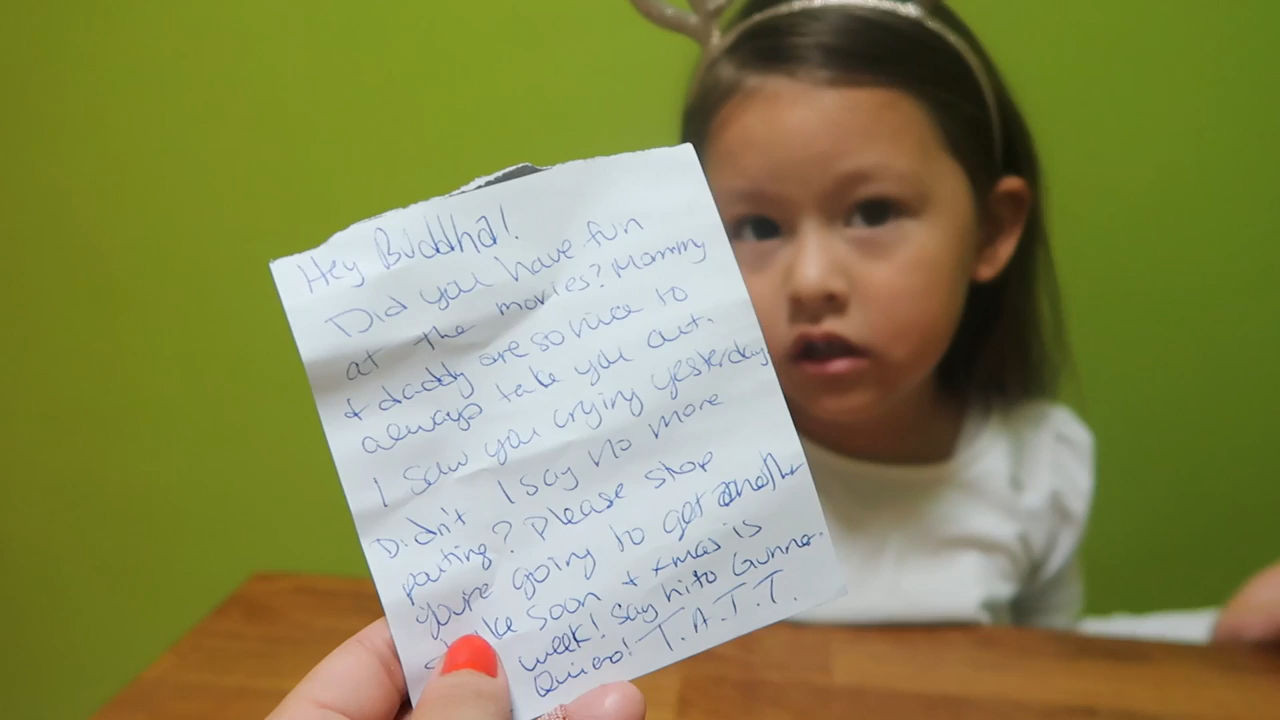 Hey Buddha!
Did you have fun
at the movies? Mommy
& daddy are so nice to
always take you out.
I saw you crying yesterday
Didn't I say no more
pouting? Please stop
you're going to get another
soon & xmas is
week! Say hi to Gunner.
Quiero! T.A.T.T.